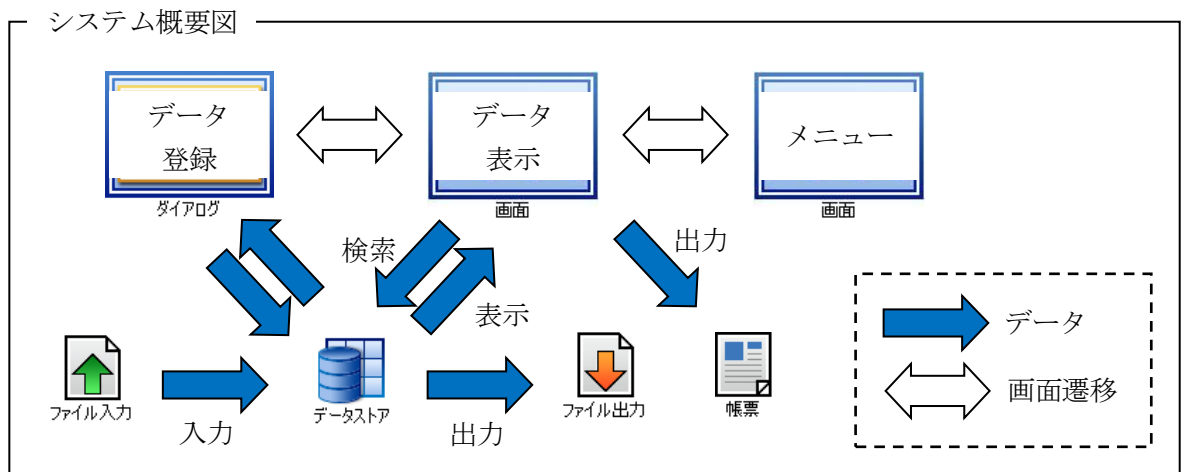 システム概要図
データ
登録
ダイアログ
データ
表示
画面
メニュー
画面
検索
表示
出力
ファイル入力
入力
データストア
出力
ファイル出力
帳票
データ
画面遷移